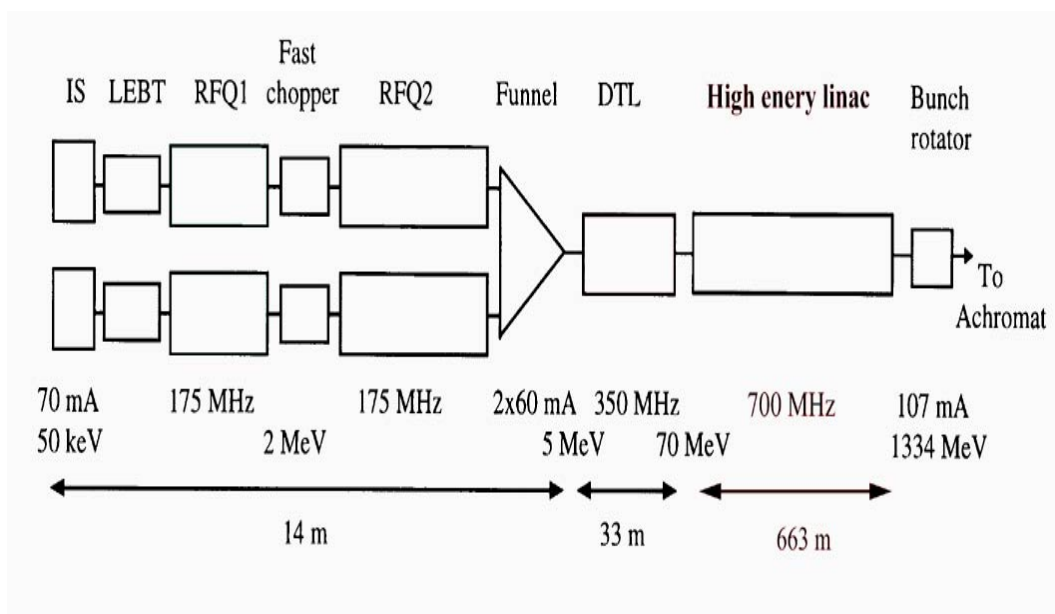 IS LEBT RFQ1 Fast chopper RFQ2 Funnel DTL High enery linac Bunch rotator
To
Achromat
70 mA 175 MHz 175 MHz 2x60 mA 350 MHz 700 MHz 107 mA
50 keV 2 MeV 5 MeV 70 MeV 1334 MeV
14 m 33 m 663 m